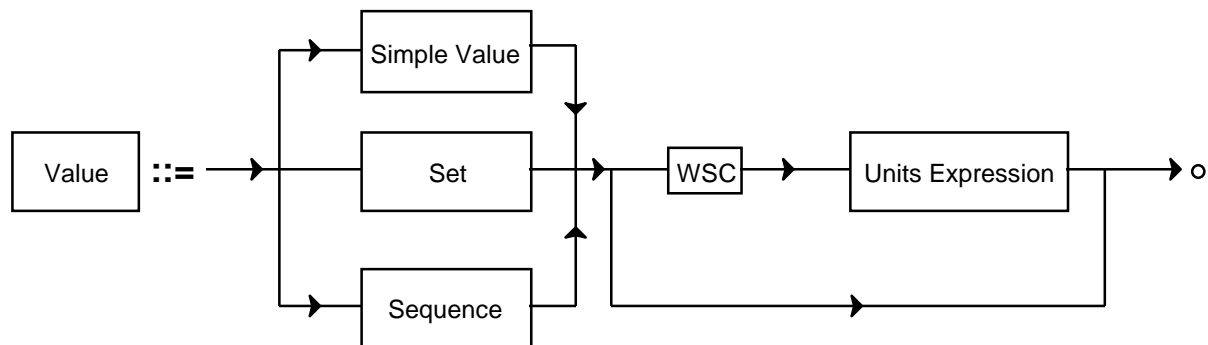 Simple Value
Value ::= Set WSC Units Expression
Sequence